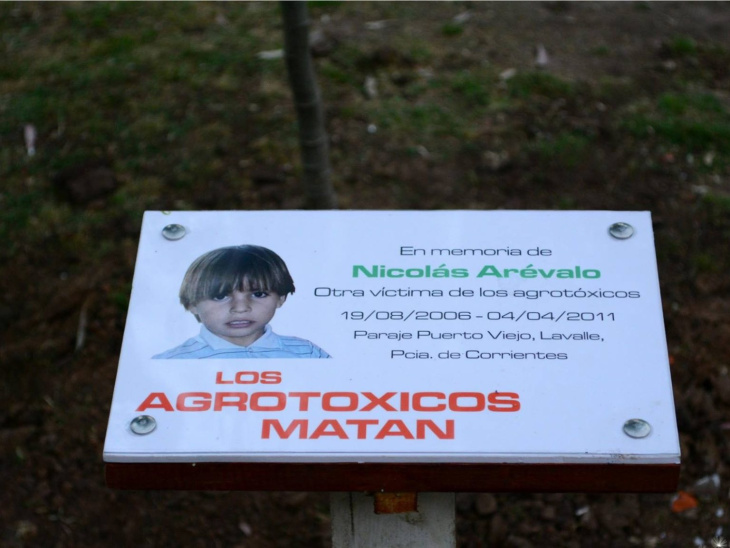 En memoria de
Nicolás Arévalo
Otra víctima de los agrotóxicos
19/08/2006 - 04/04/2011
Paraje Puerto Viejo, Lavalle,
Pcia. de Corrientes
LOS
AGROTOXICOS
MATAN